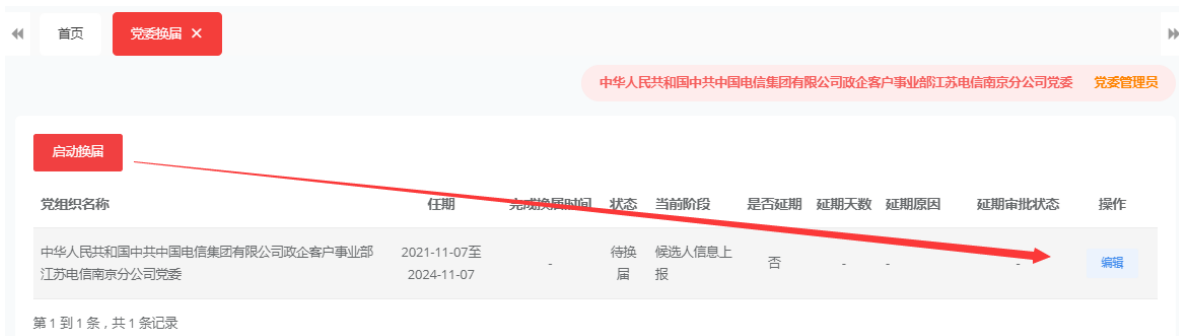 首页
党委换届 ×
中华人民共和国中共中国电信集团有限公司政企客户事业部江苏电信南京分公司党委 党委管理员
启动换届
党组织名称 任期 完成换届时间 状态 当前阶段 是否延期 延期天数 延期原因 延期审批状态 操作
中华人民共和国中共中国电信集团有限公司政企客户事业部 2021-11-07至 - 待换 候选人信息上 否 - - - 编辑
江苏电信南京分公司党委 2024-11-07 届 报
第 1 到 1 条，共 1 条记录